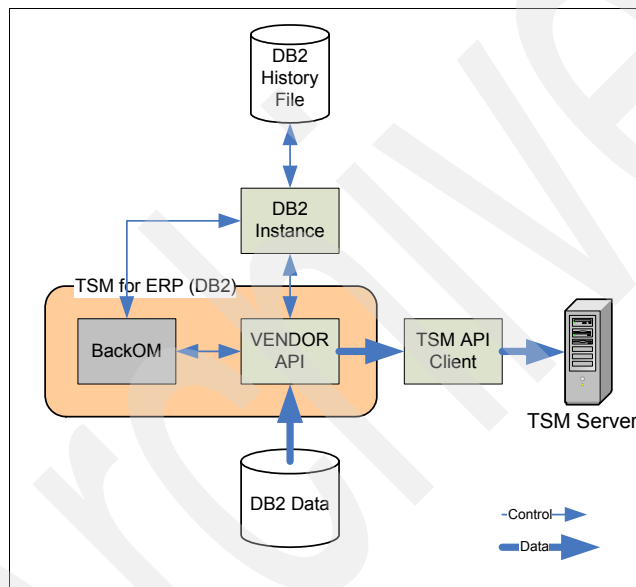 DB2
History
File
DB2
Instance
TSM for ERP (DB2)
BackOM
VENDOR
API
TSM API
Client
TSM Server
DB2 Data
Control
Data